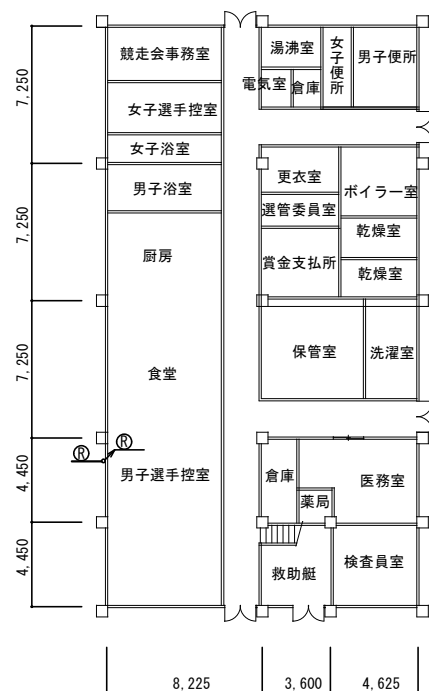 競走会事務室
女子選手控室
女子浴室
男子浴室
厨房
食堂
男子選手控室
湯沸室
電気室
倉庫
女子便所
男子便所
更衣室
選管委員室
賞金支払所
ボイラー室
乾燥室
乾燥室
保管室
洗濯室
倉庫
薬局
医務室
救助艇
検査員室
R
R
7,250
7,250
7,250
4,450
4,450
8,225
3,600
4,625